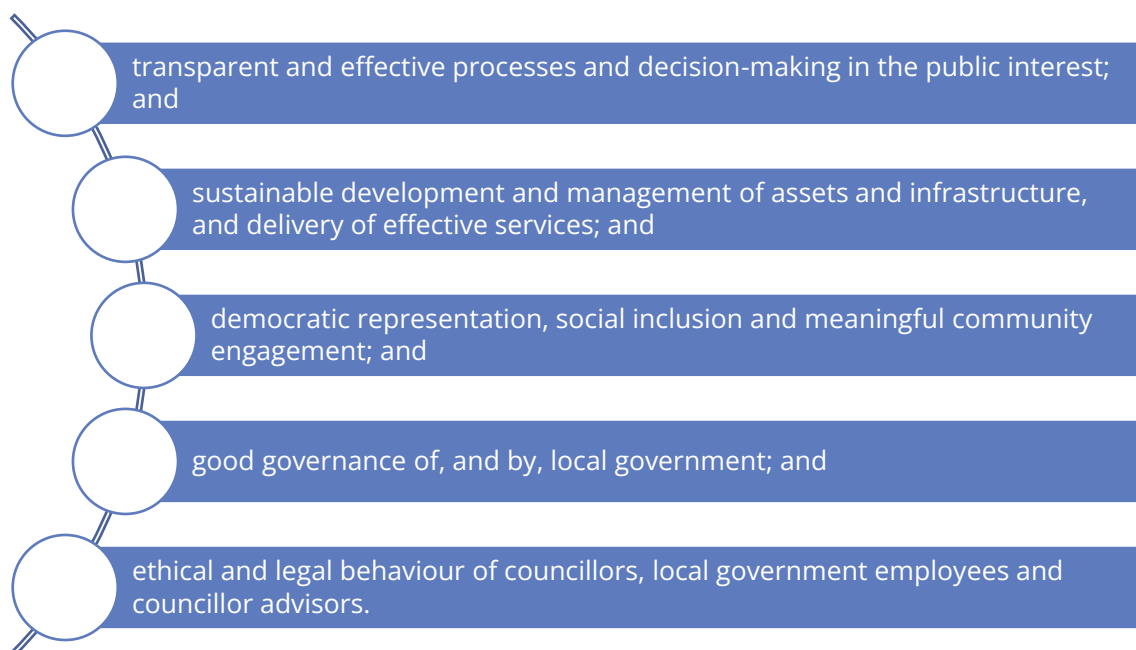 transparent and effective processes and decision-making in the public interest;
and
sustainable development and management of assets and infrastructure,
and delivery of effective services; and
democratic representation, social inclusion and meaningful community
engagement; and
good governance of, and by, local government; and
ethical and legal behaviour of councillors, local government employees and
councillor advisors.